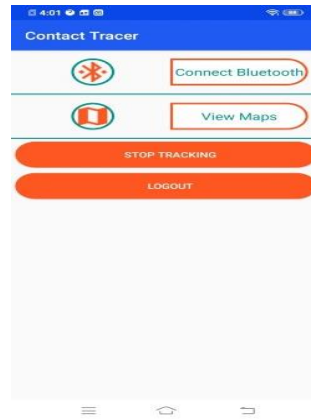 4:01
Contact Tracer
Connect Bluetooth
View Maps
STOP TRACKING
LOGOUT